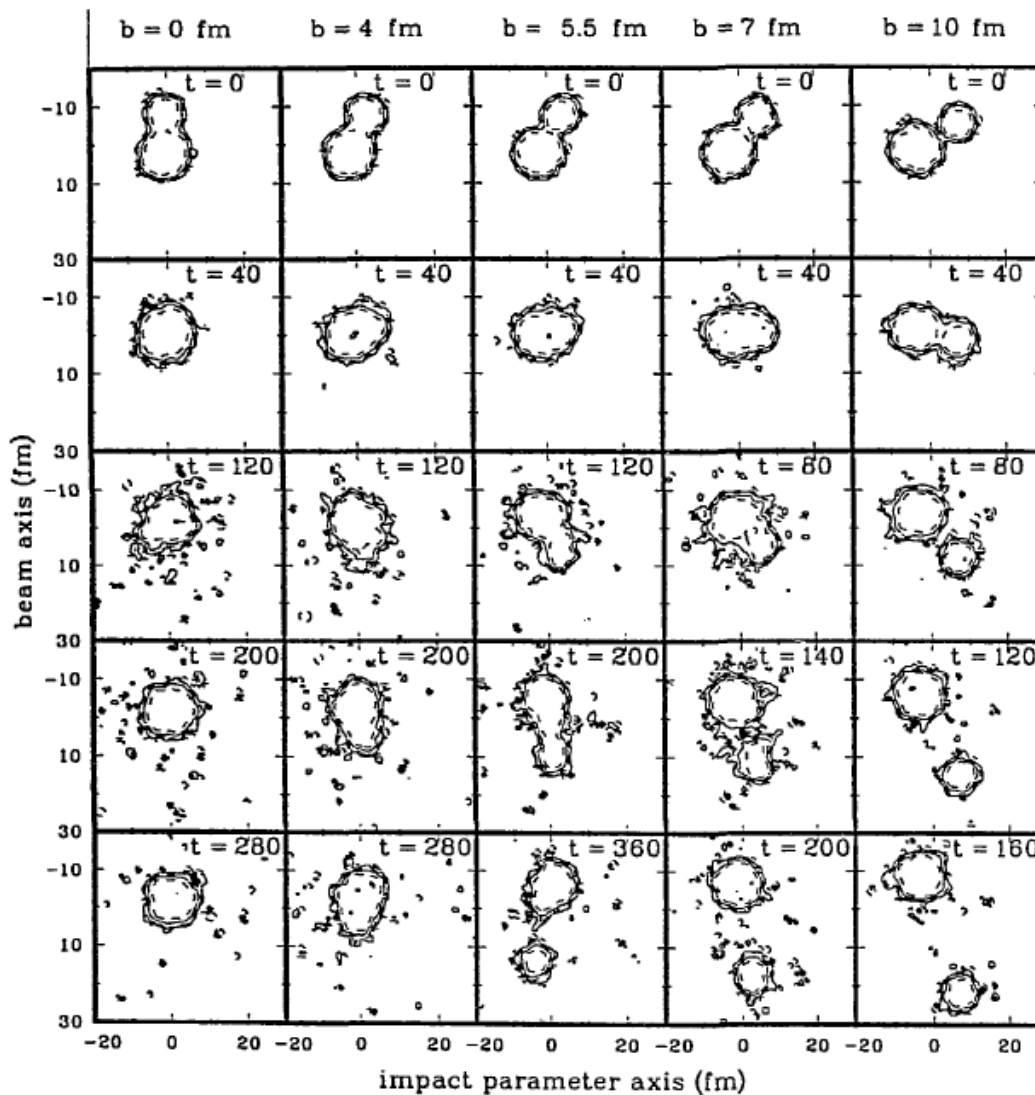 b = 0 fm b = 4 fm b = 5.5 fm b = 7 fm b = 10 fm
t = 0 t = 0 t = 0 t = 0 t = 0
-10
10
30
t = 40 t = 40 t = 40 t = 40 t = 40
-10
10
30
t = 120 t = 120 t = 120 t = 80 t = 80
-10
10
30
t = 200 t = 200 t = 200 t = 140 t = 120
-10
10
30
t = 280 t = 280 t = 360 t = 200 t = 160
-10
10
30
-20 0 20 -20 0 20 -20 0 20 -20 0 20 -20 0 20
beam axis (fm)
impact parameter axis (fm)